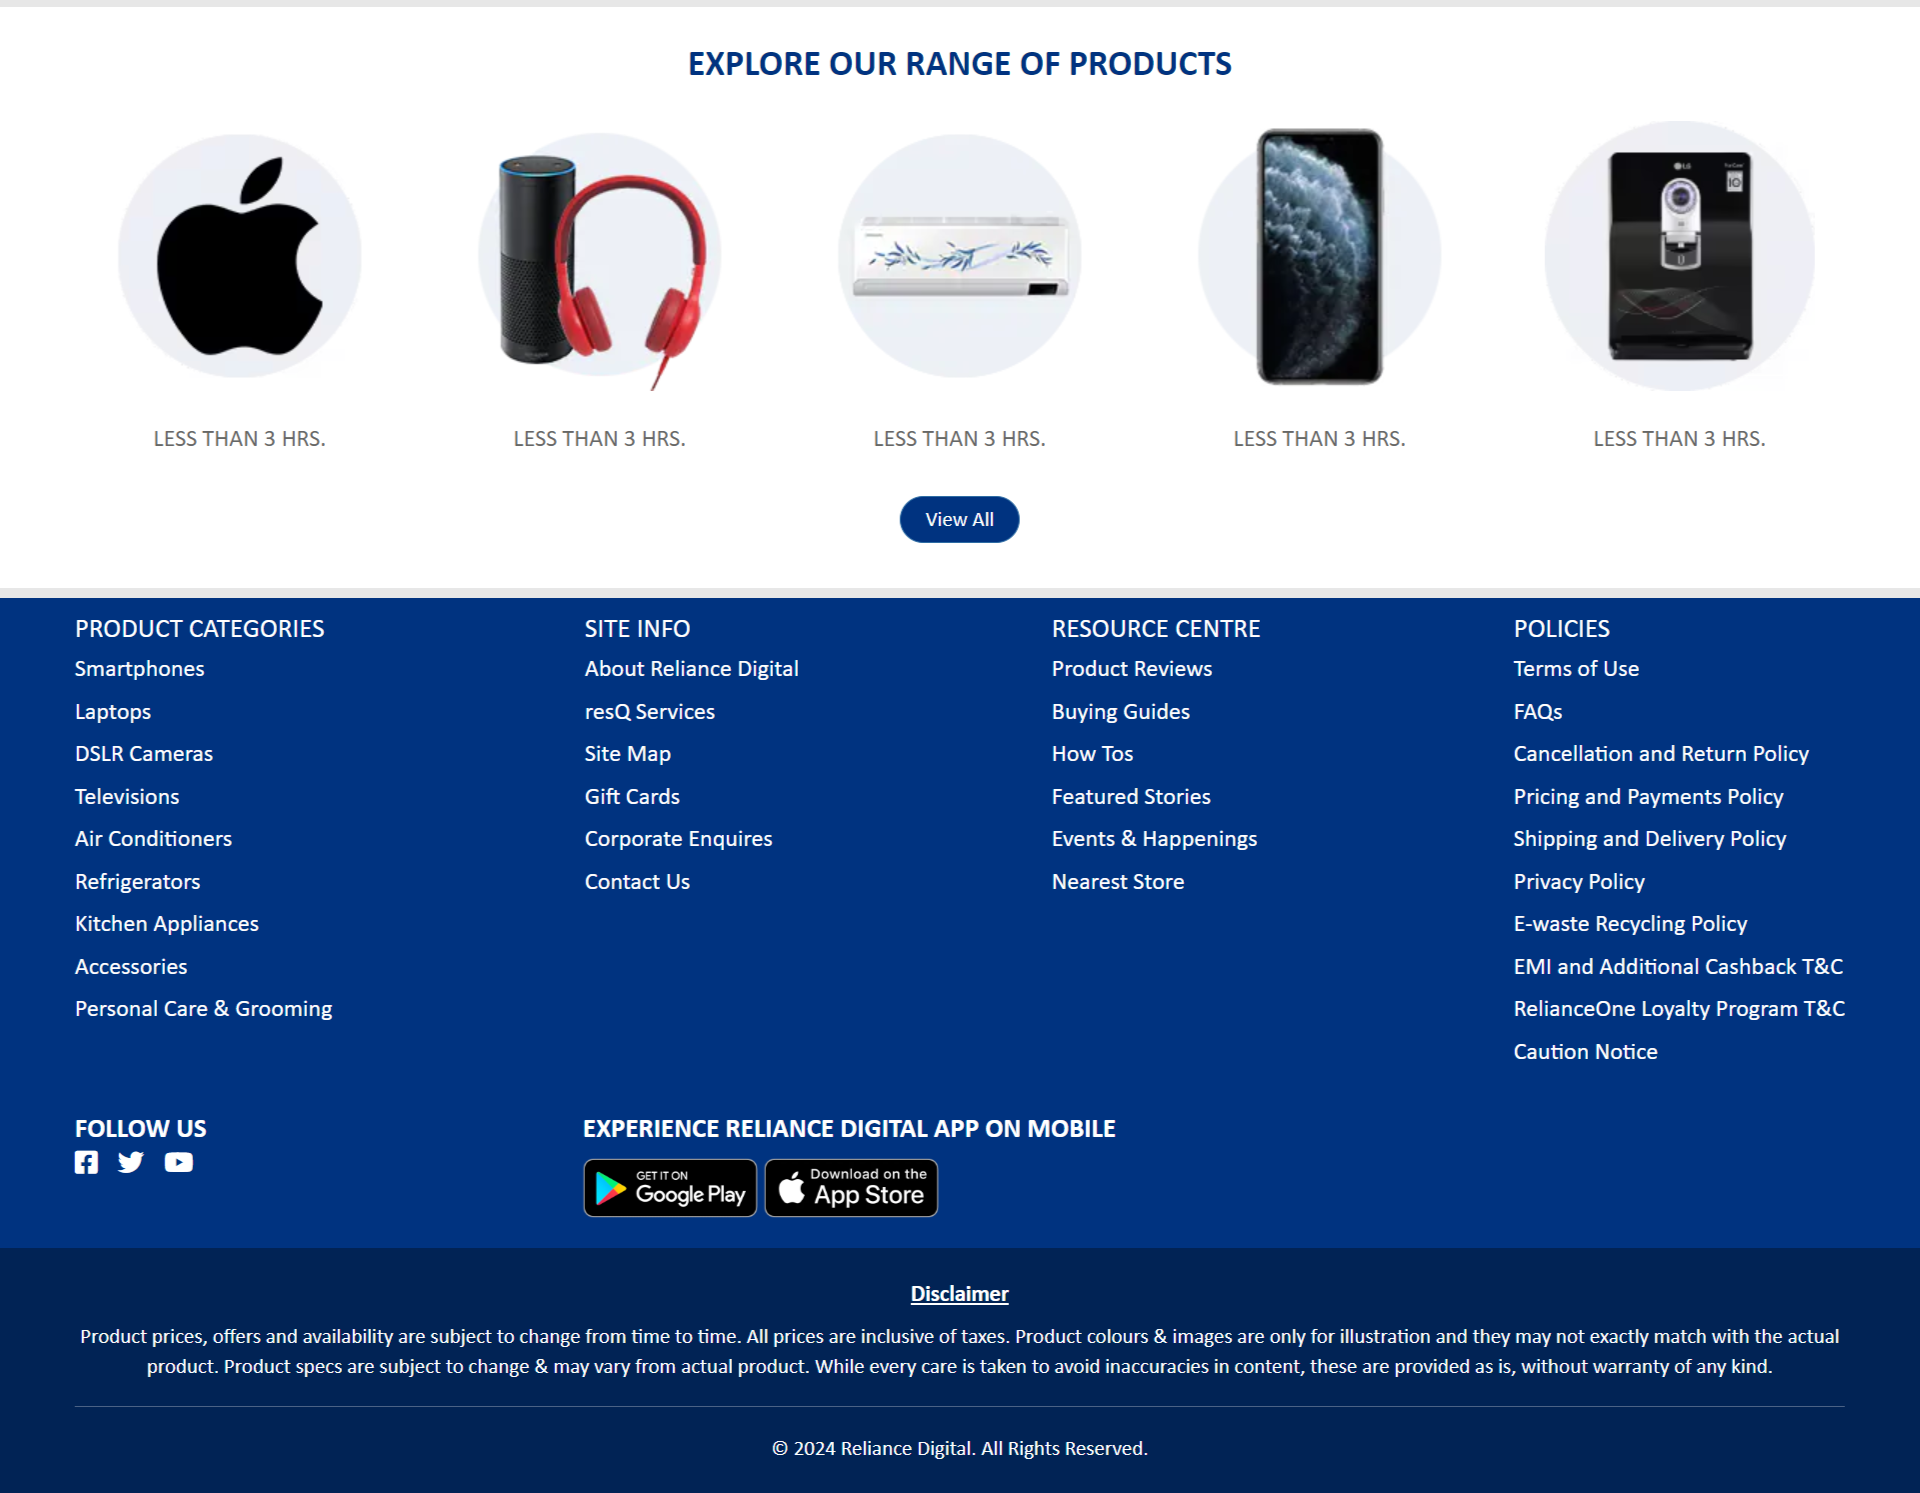 EXPLORE OUR RANGE OF PRODUCTS
LG
LESS THAN 3 HRS.
LESS THAN 3 HRS.
LESS THAN 3 HRS.
LESS THAN 3 HRS.
LESS THAN 3 HRS.
View All
PRODUCT CATEGORIES
Smartphones
Laptops
DSLR Cameras
Televisions
Air Conditioners
Refrigerators
Kitchen Appliances
Accessories
Personal Care & Grooming
SITE INFO
About Reliance Digital
resQ Services
Site Map
Gift Cards
Corporate Enquires
Contact Us
RESOURCE CENTRE
Product Reviews
Buying Guides
How Tos
Featured Stories
Events & Happenings
Nearest Store
POLICIES
Terms of Use
FAQs
Cancellation and Return Policy
Pricing and Payments Policy
Shipping and Delivery Policy
Privacy Policy
E-waste Recycling Policy
EMI and Additional Cashback T&C
RelianceOne Loyalty Program T&C
Caution Notice
FOLLOW US
EXPERIENCE RELIANCE DIGITAL APP ON MOBILE
GET IT ON
Google Play
Download on the
App Store
Disclaimer
Product prices, offers and availability are subject to change from time to time. All prices are inclusive of taxes. Product colours & images are only for illustration and they may not exactly match with the actual
product. Product specs are subject to change & may vary from actual product. While every care is taken to avoid inaccuracies in content, these are provided as is, without warranty of any kind.
© 2024 Reliance Digital. All Rights Reserved.